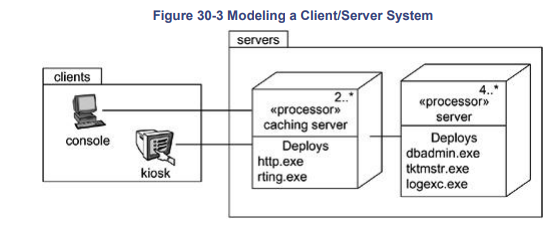 Figure 30-3 Modeling a Client/Server System
servers
clients
console
kiosk
2..*
«processor»
caching server
Deploys
http.exe
rting.exe
4..*
«processor»
server
Deploys
dbadmin.exe
tktmstr.exe
logexc.exe